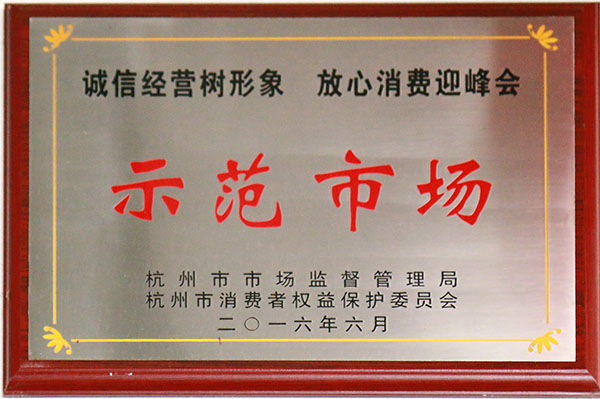 诚信经营树形象 放心消费迎峰会
示范市场
杭州市市场监督管理局
杭州市消费者权益保护委员会
二〇一六年六月